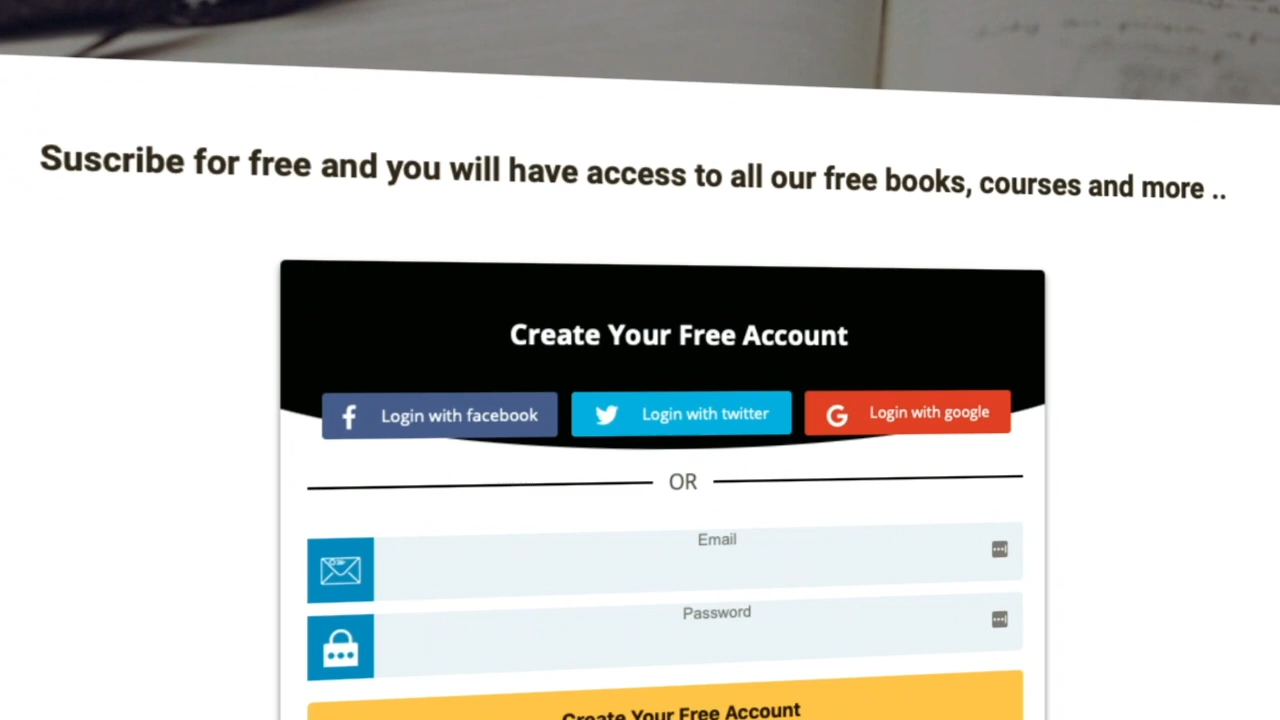 Suscribe for free and you will have access to all our free books, courses and more ..
Create Your Free Account
Login with facebook
Login with twitter
Login with google
OR
Email
Password
Create Your Free Account